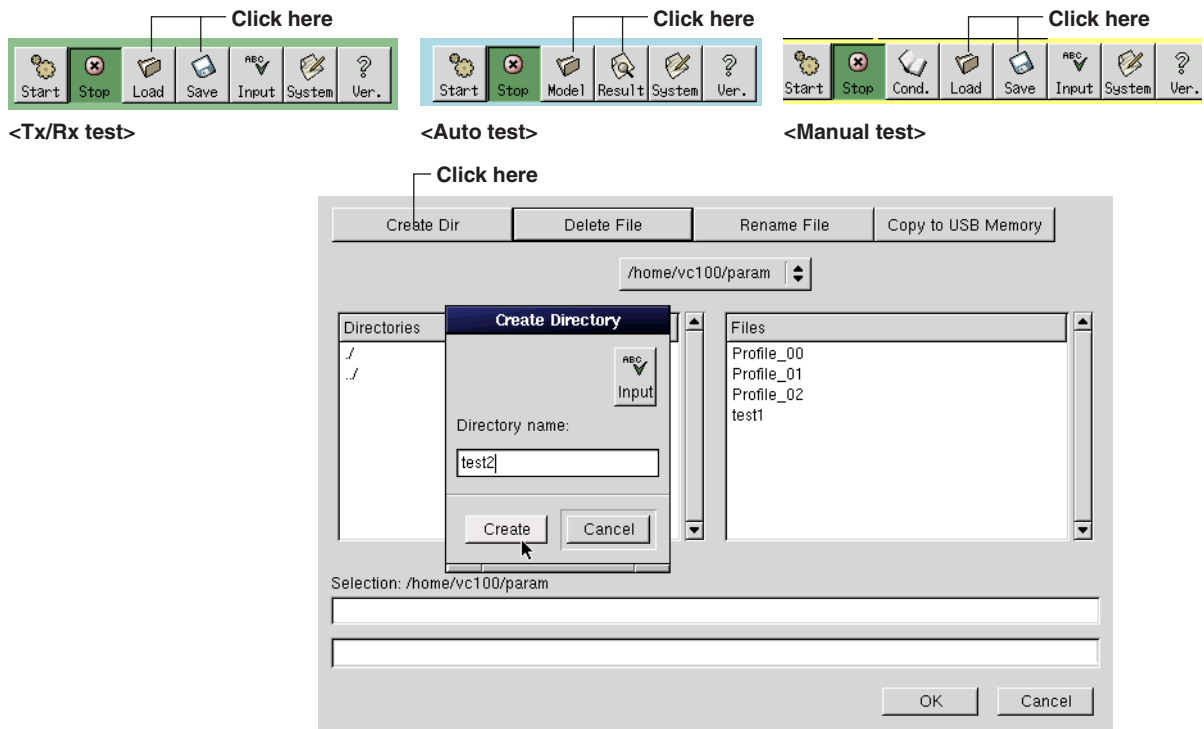 Click here
Click here
Click here
Start Stop Load Save ABC Input System ? Ver.
Start Stop Model Result System ? Ver.
Start Stop Cond. Load Save ABC Input System ? Ver.
<Tx/Rx test>
<Auto test>
<Manual test>
Click here
Create Dir
Delete File
Rename File
Copy to USB Memory
/home/vc100/param
Directories
./
../
Create Directory
ABC
Input
Directory name:
test2
Create
Cancel
Files
Profile_00
Profile_01
Profile_02
test1
Selection: /home/vc100/param
OK
Cancel